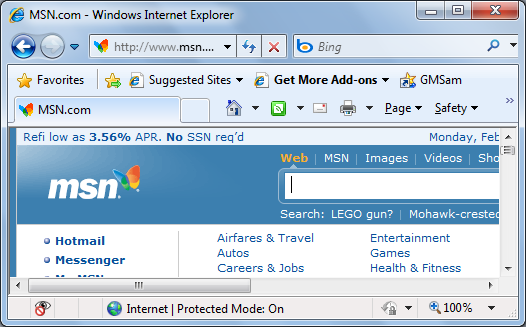 MSN.com - Windows Internet Explorer
http://www.msn.... Bing
Favorites Suggested Sites Get More Add-ons GMSam
MSN.com Page Safety
Refi low as 3.56% APR. No SSN req'd Monday, Feb
Web | MSN | Images | Videos | Sho
msn
Search: LEGO gun? | Mohawk-crested
Hotmail Airfares & Travel Entertainment
Messenger Autos Games
Careers & Jobs Health & Fitness
Internet | Protected Mode: On 100%